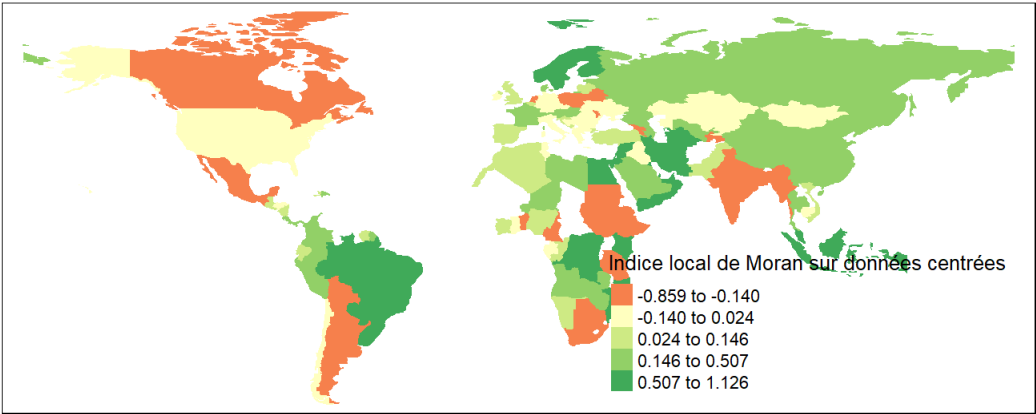 Indice local de Moran sur données centrées
-0.859 to -0.140
-0.140 to 0.024
0.024 to 0.146
0.146 to 0.507
0.507 to 1.126